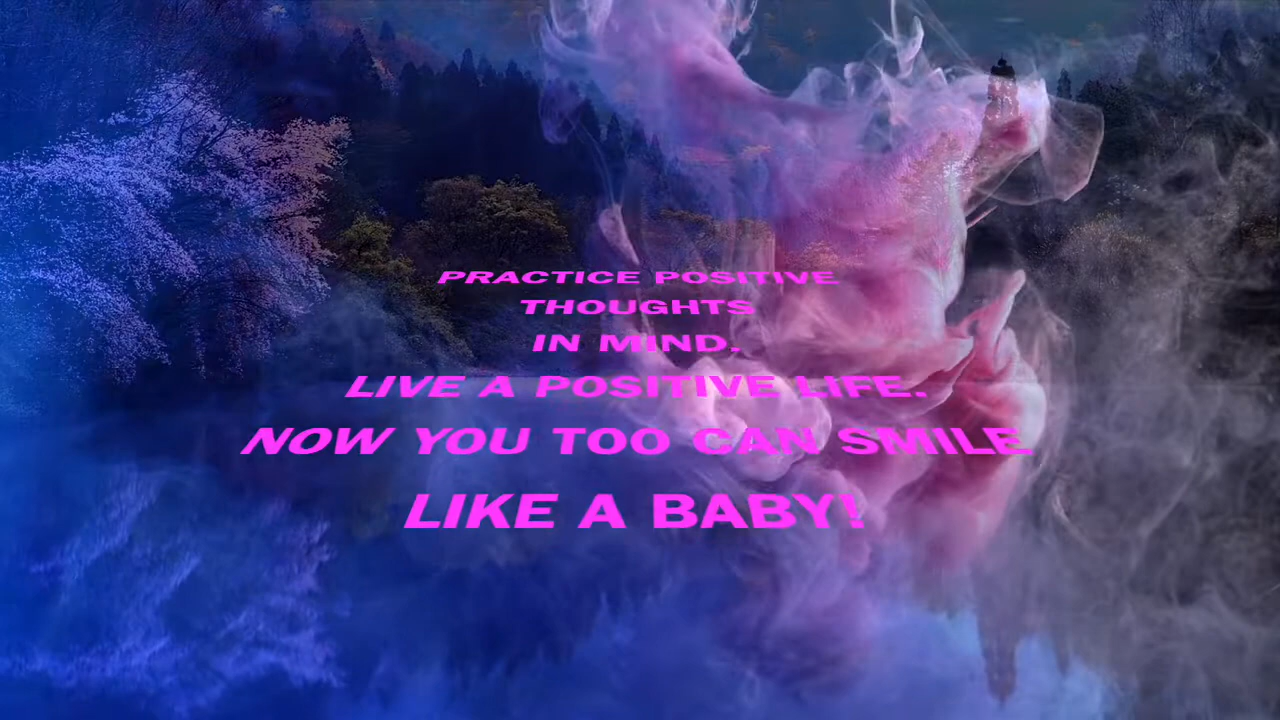 PRACTICE POSITIVE
THOUGHTS
IN MIND.
LIVE A POSITIVE LIFE.
NOW YOU TOO CAN SMILE
LIKE A BABY!